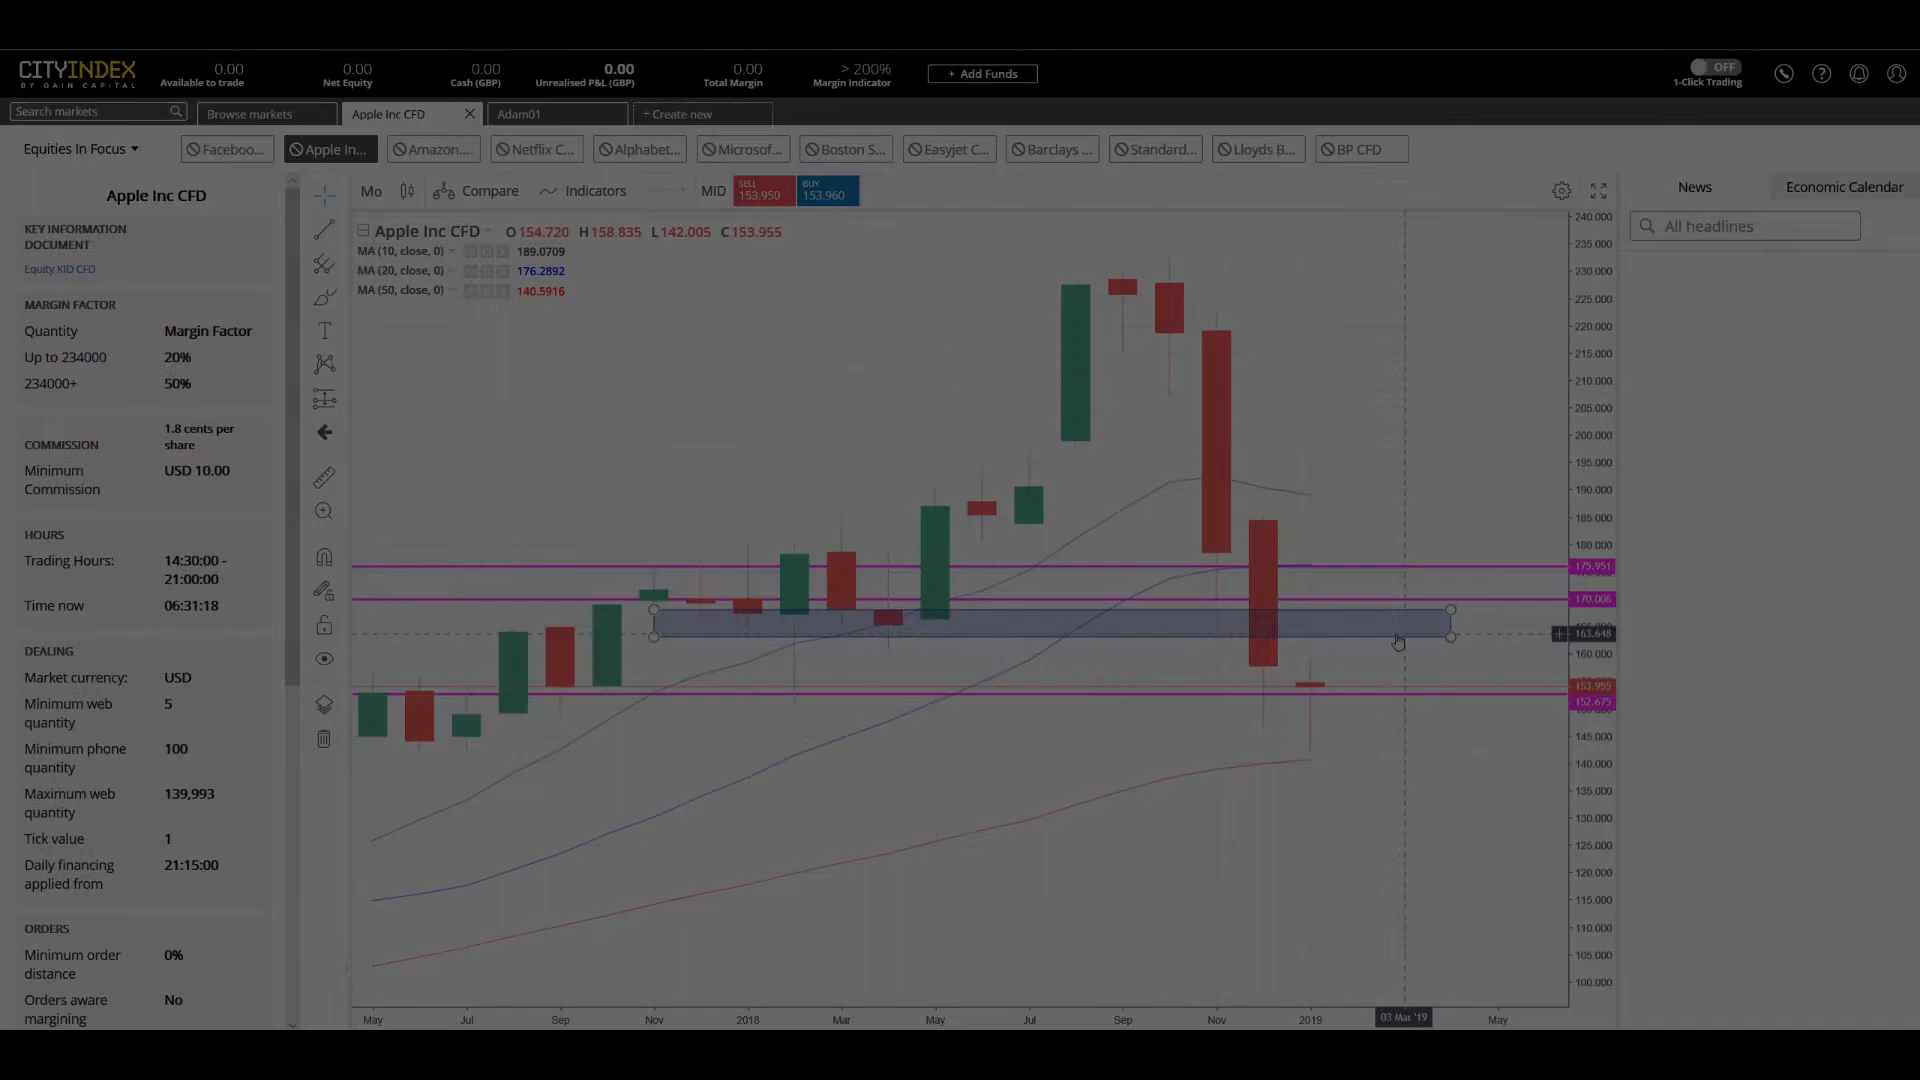 CITYINDEX
BY GAIN CAPITAL
0.00
Available to trade
0.00
Net Equity
0.00
Cash (GBP)
0.00
Unrealised P&L (GBP)
0.00
Total Margin
> 200%
Margin Indicator
+ Add Funds
OFF
1-Click Trading
Search markets
Browse markets
Apple Inc CFD
Adam01
+ Create new
Equities In Focus
Faceboo...
Apple In...
Amazon....
Netflix C...
Alphabet...
Microsof...
Boston S...
Easyjet C...
Barclays ...
Standard...
Lloyds B...
BP CFD
Apple Inc CFD
KEY INFORMATION
DOCUMENT
Equity KID CFD
MARGIN FACTOR
Quantity Margin Factor
Up to 234000 20%
234000+ 50%
COMMISSION 1.8 cents per
share
Minimum
Commission USD 10.00
HOURS
Trading Hours: 14:30:00 -
21:00:00
Time now 06:31:18
DEALING
Market currency: USD
Minimum web
quantity 5
Minimum phone
quantity 100
Maximum web
quantity 139,993
Tick value 1
Daily financing
applied from 21:15:00
ORDERS
Minimum order
distance 0%
Orders aware
margining No
Mo Compare Indicators MID
SELL
153.950
BUY
153.960
Apple Inc CFD O 154.720 H 158.835 L 142.005 C 153.955
MA (10, close, 0) 189.0709
MA (20, close, 0) 176.2892
MA (50, close, 0) 140.5916
240.000
235.000
230.000
225.000
220.000
215.000
210.000
205.000
200.000
195.000
190.000
185.000
180.000
175.951
170.006
163.648
160.000
153.955
152.675
145.000
140.000
135.000
130.000
125.000
120.000
115.000
110.000
105.000
100.000
May Jul Sep Nov 2018 Mar May Jul Sep Nov 2019 03 Mar '19 May
News
Economic Calendar
All headlines